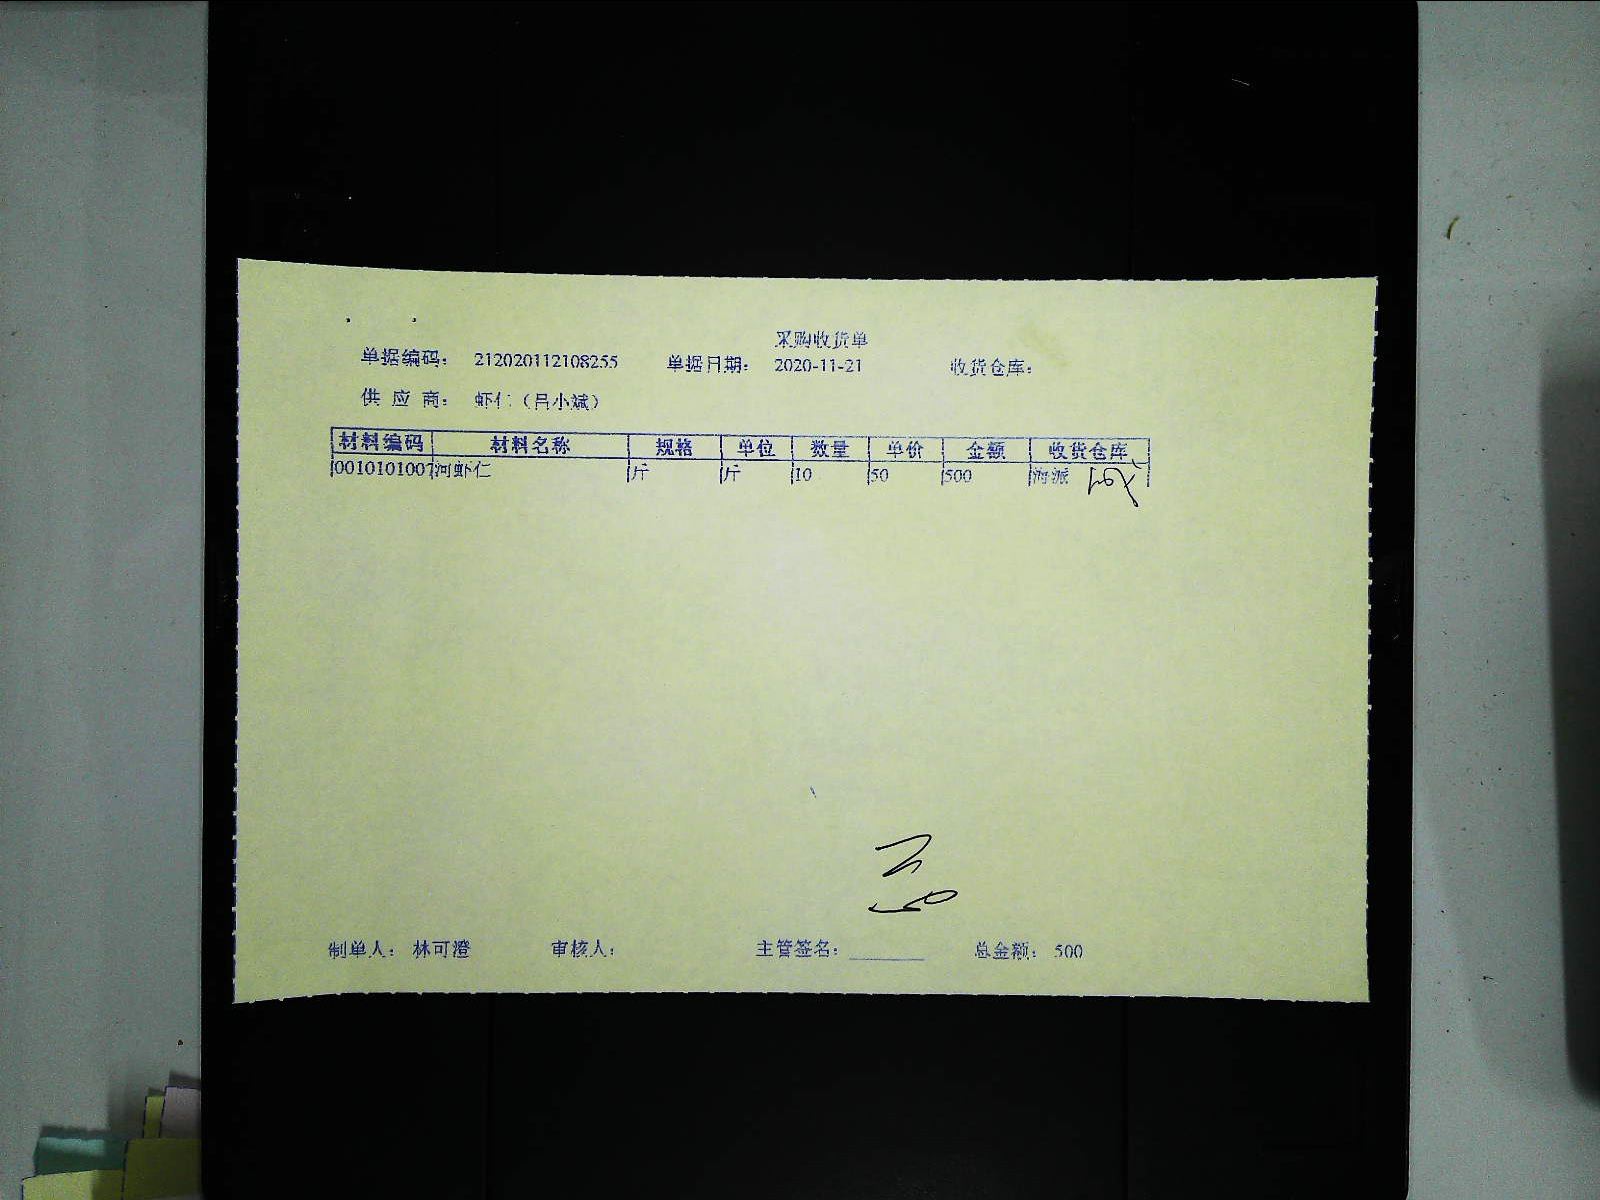 采购收货单
单据编码： 212020112108255 单据日期： 2020-11-21 收货仓库：
供 应 商： 虾仁（吕小斌）
材料编码 材料名称 规格 单位 数量 单价 金额 收货仓库
0010101007 河虾仁 斤 斤 10 50 500 海派
制单人： 林可澄 审核人： 主管签名： 总金额： 500